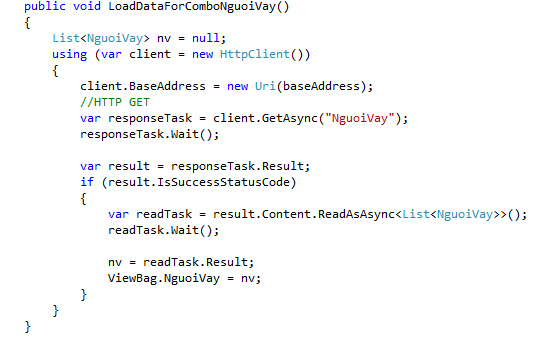 public void LoadDataForComboNguoiVay()
{
    List<NguoiVay> nv = null;
    using (var client = new HttpClient())
    {
        client.BaseAddress = new Uri(baseAddress);
        //HTTP GET
        var responseTask = client.GetAsync("NguoiVay");
        responseTask.Wait();

        var result = responseTask.Result;
        if (result.IsSuccessStatusCode)
        {
            var readTask = result.Content.ReadAsAsync<List<NguoiVay>>();
            readTask.Wait();

            nv = readTask.Result;
            ViewBag.NguoiVay = nv;
        }
    }
}